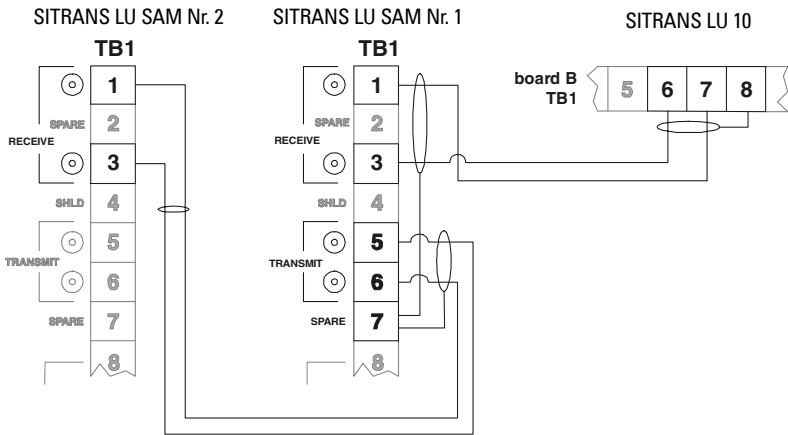 SITRANS LU SAM Nr. 2
TB1
1
SPARE 2
RECEIVE
3
SHLD 4
5
TRANSMIT
6
SPARE 7
8
SITRANS LU SAM Nr. 1
TB1
1
SPARE 2
RECEIVE
3
SHLD 4
5
TRANSMIT
6
SPARE 7
8
SITRANS LU 10
board B
TB1
5 6 7 8